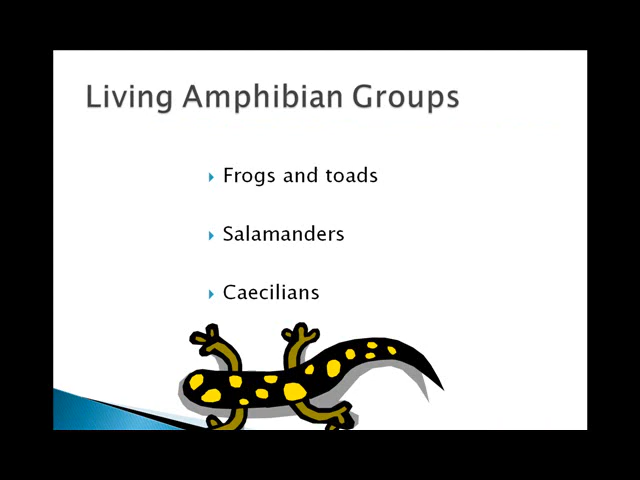 Living Amphibian Groups
Frogs and toads
Salamanders
Caecilians